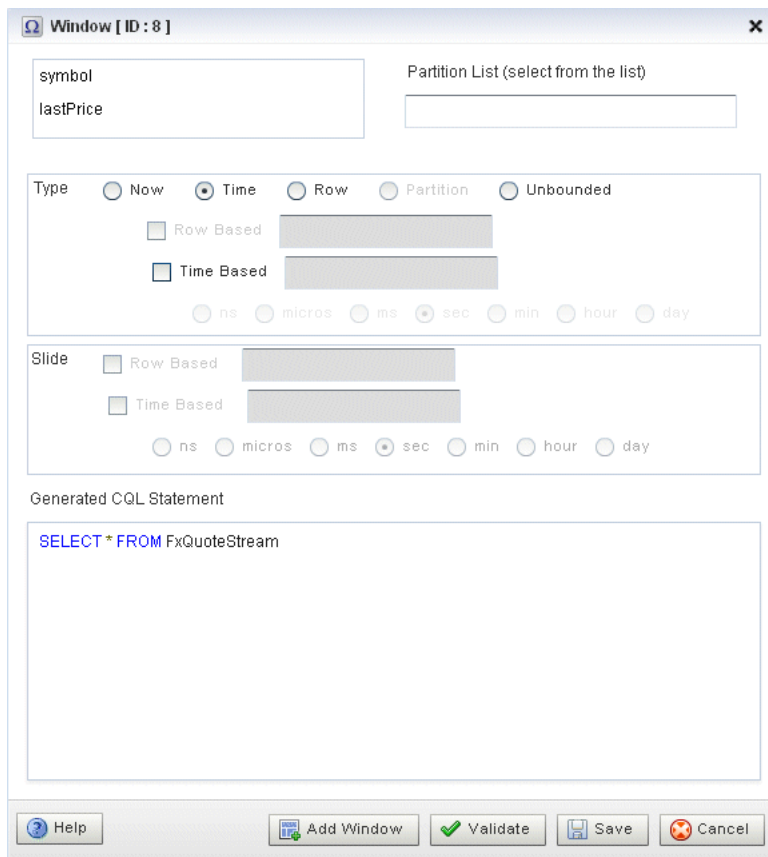 Window [ ID : 8 ]
symbol
lastPrice
Partition List (select from the list)
Type Now Time Row Partition Unbounded
Row Based
Time Based
ns micros ms sec min hour day
Slide Row Based
Time Based
ns micros ms sec min hour day
Generated CQL Statement
SELECT * FROM FxQuoteStream
Help Add Window Validate Save Cancel